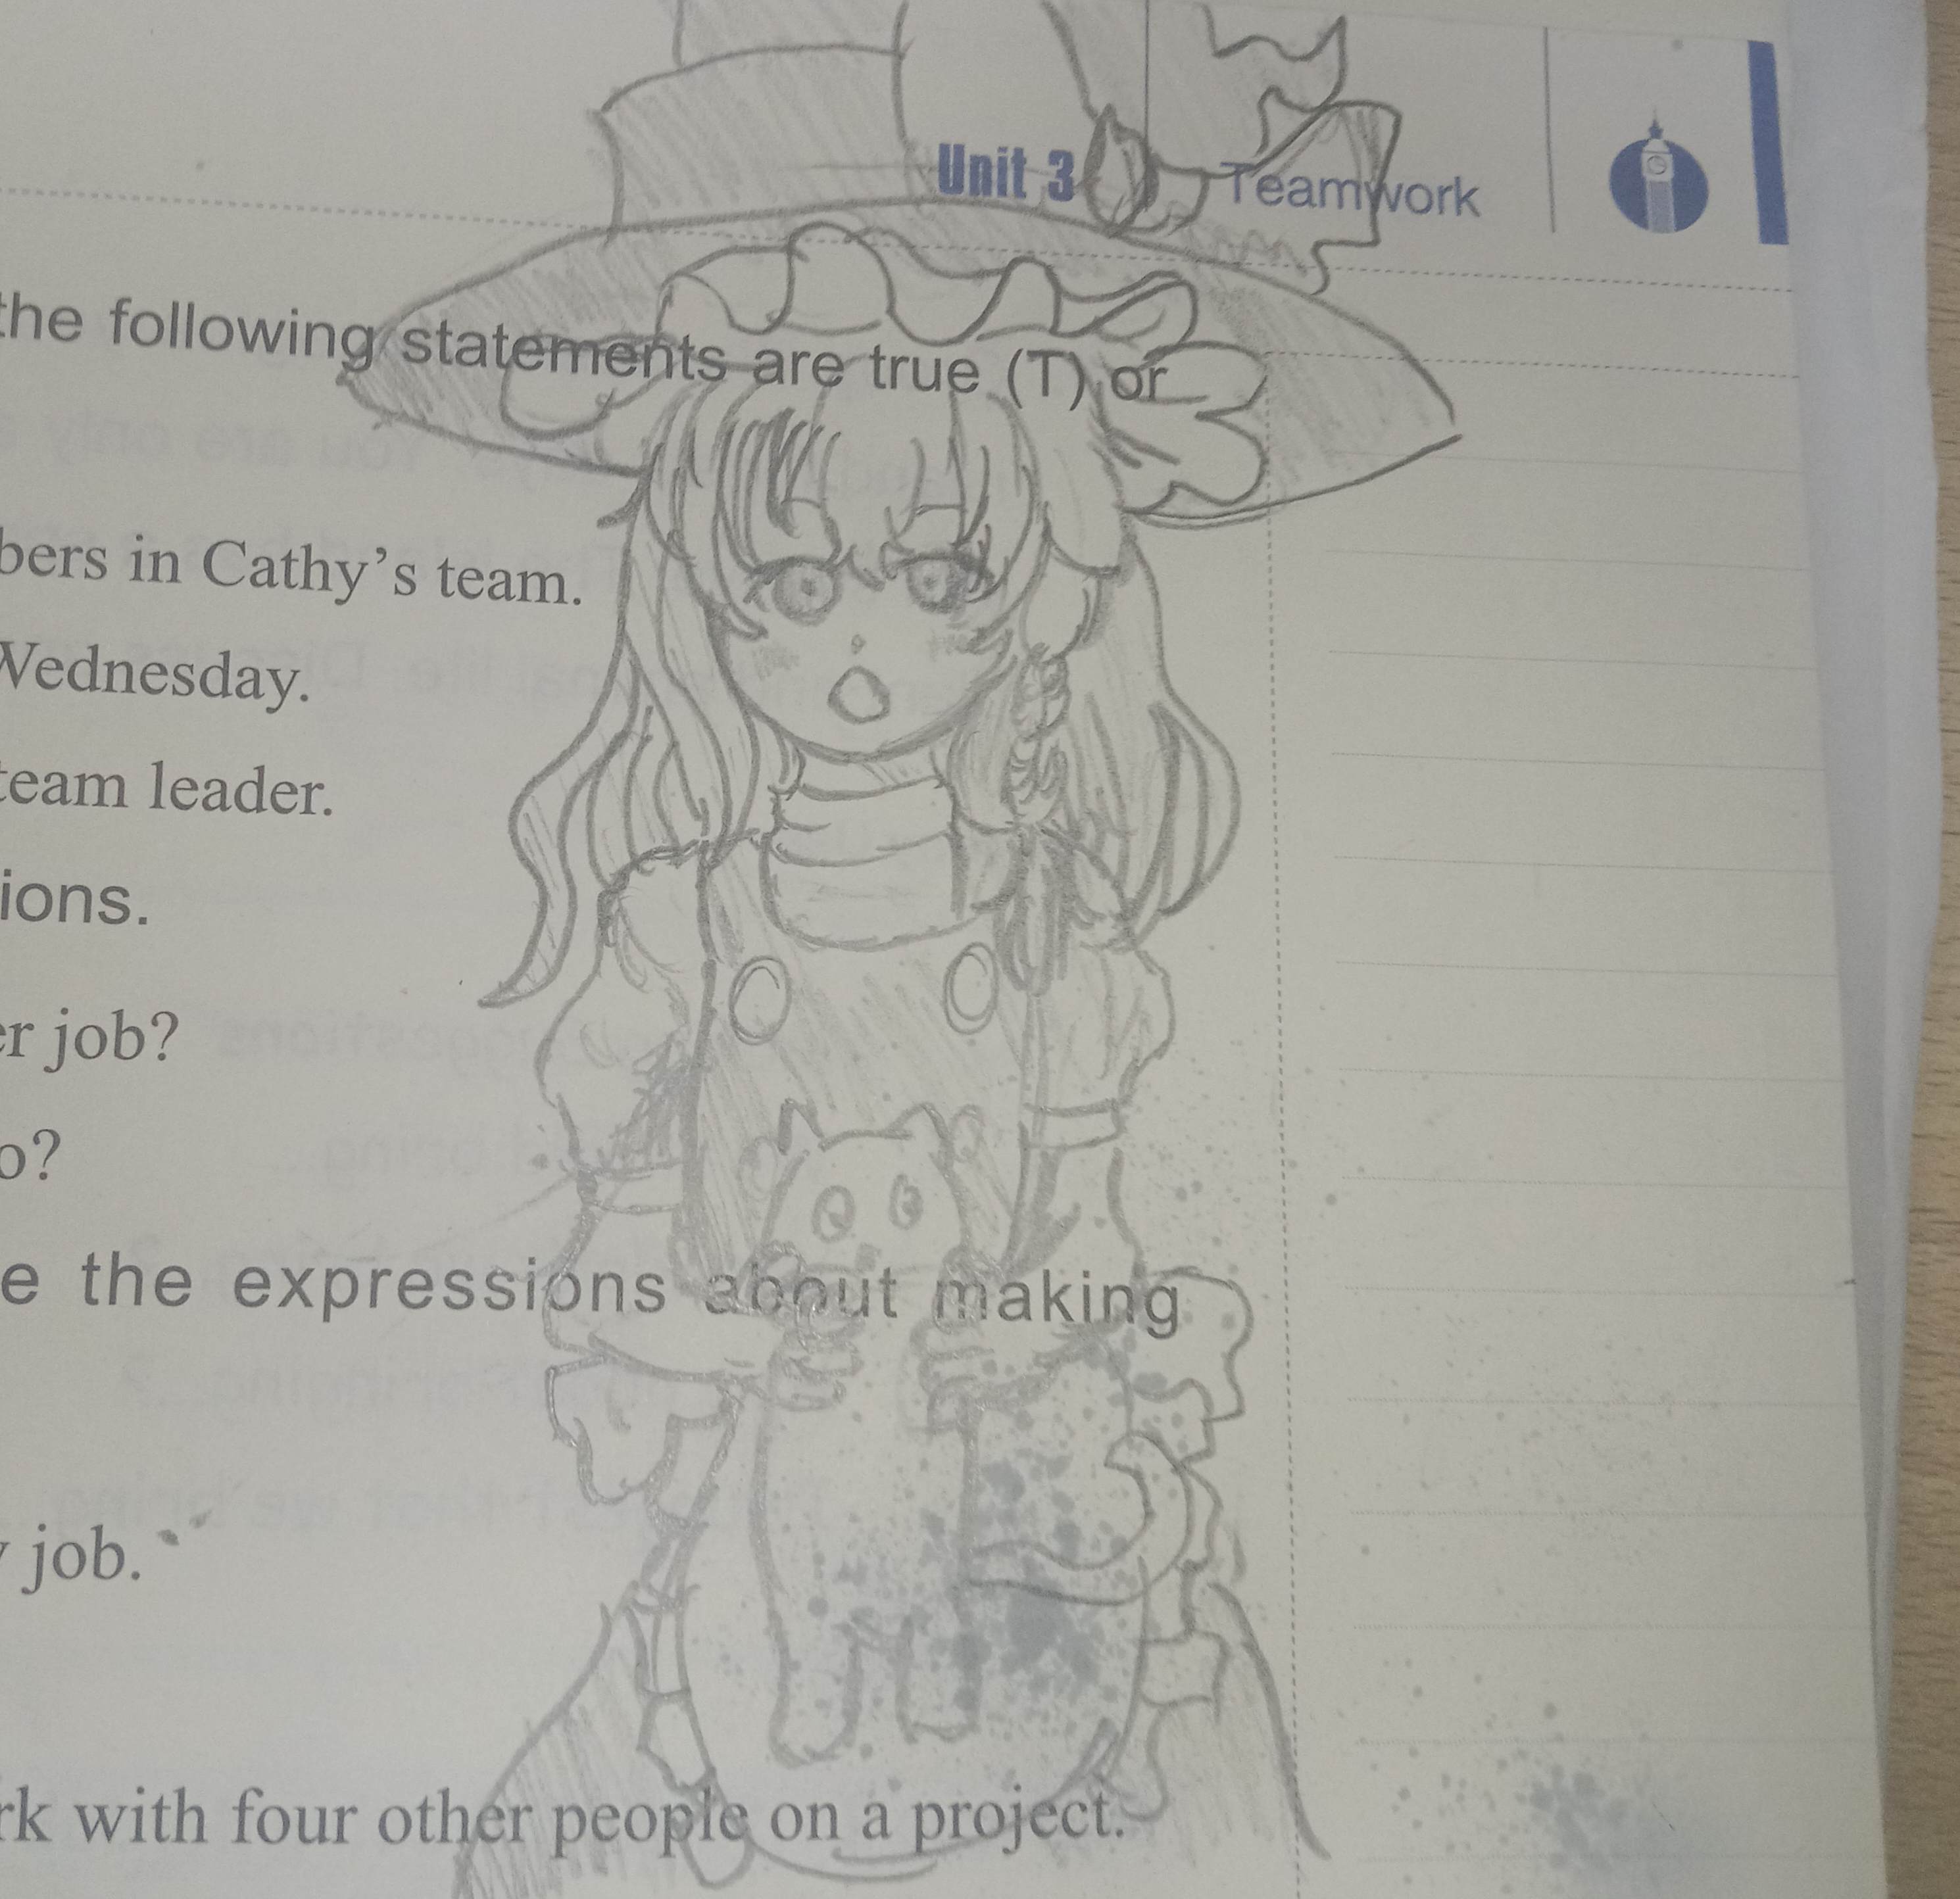 Unit 3 Teamwork
the following statements are true (T) or
bers in Cathy's team.
Wednesday.
team leader.
ions.
er job?
o?
e the expressions about making
job.
rk with four other people on a project.